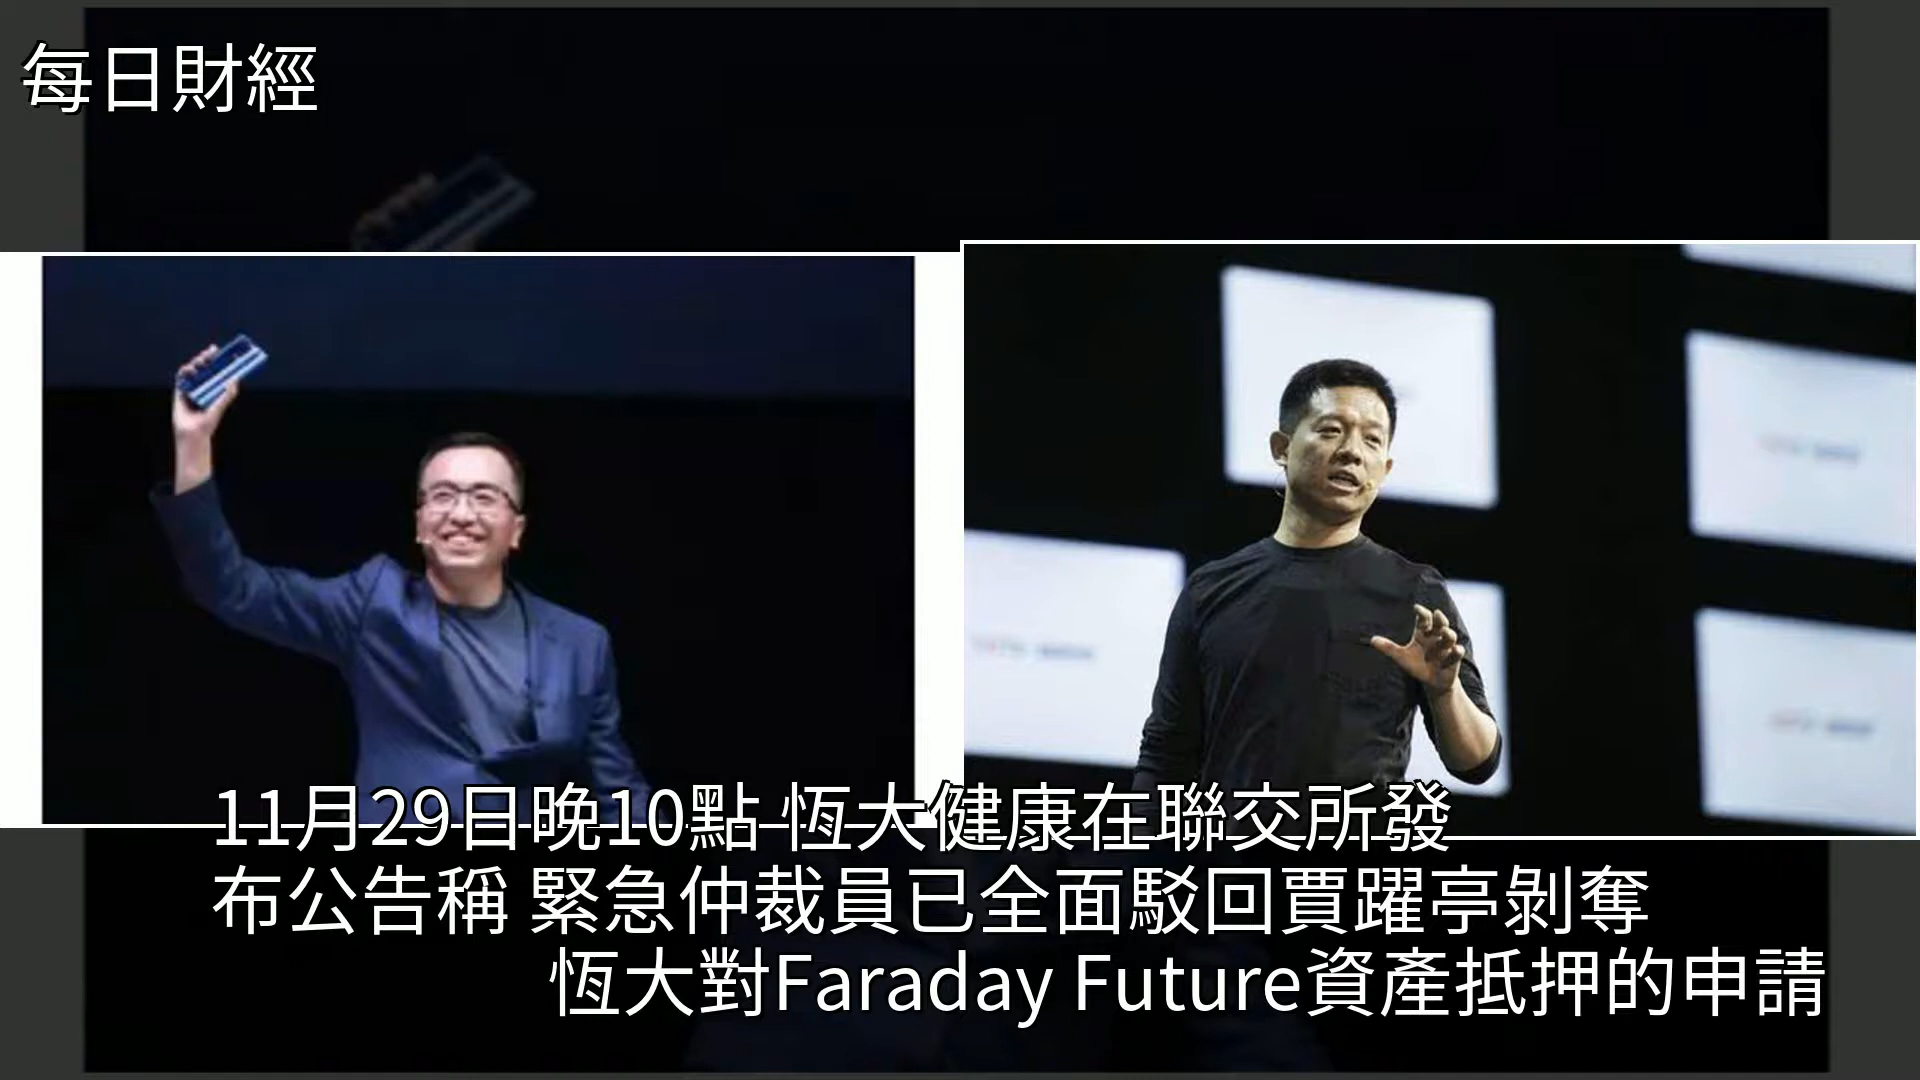 每日財經
11月29日晚10點 恆大健康在聯交所發
布公告稱 緊急仲裁員已全面駁回賈躍亭剝奪
恆大對Faraday Future資產抵押的申請